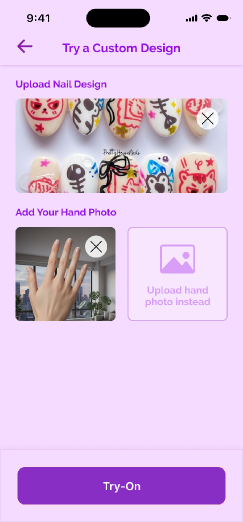 9:41
Try a Custom Design
Upload Nail Design
Add Your Hand Photo
Upload hand
photo instead
Try-On